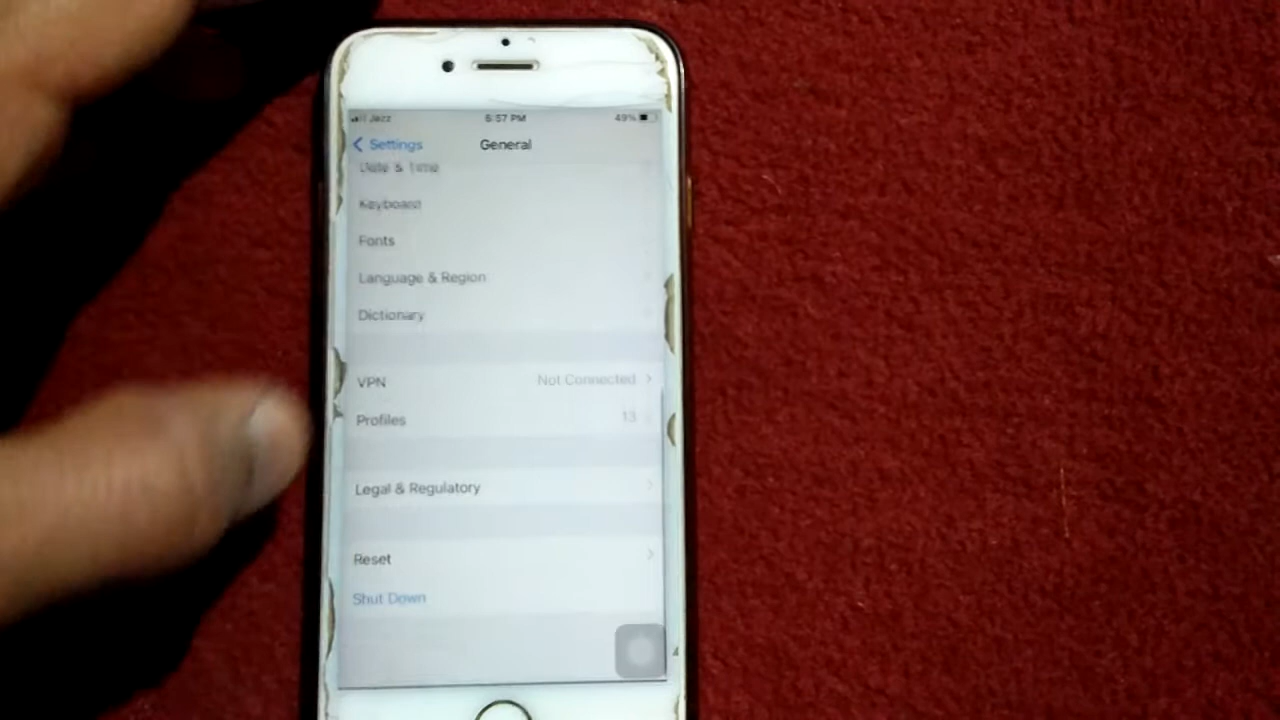 Jazz 6:57 PM 49%
Settings General
Date & Time
Keyboard
Fonts
Language & Region
Dictionary
VPN Not Connected
Profiles 13
Legal & Regulatory
Reset
Shut Down